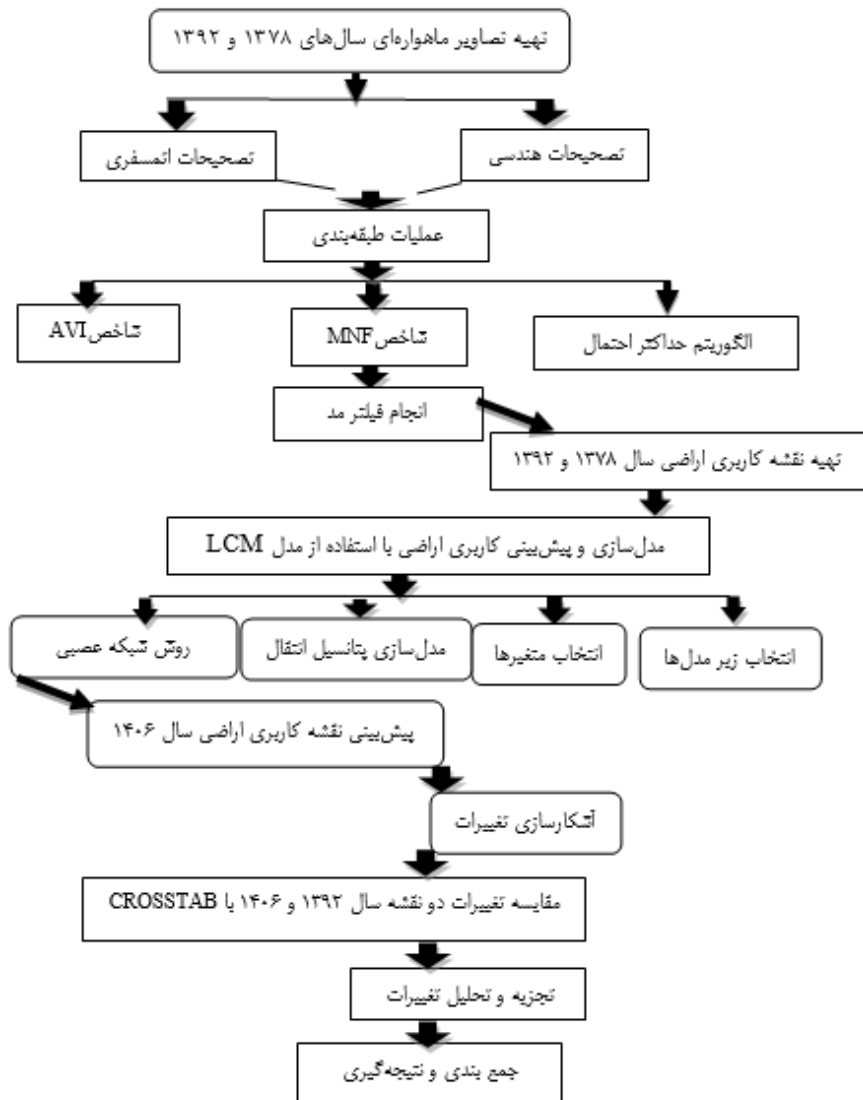 تهیه تصاویر ماهواره‌ای سال‌های ۱۳۷۸ و ۱۳۹۲
تصحیحات هندسی
تصحیحات اتمسفری
عملیات طبقه‌بندی
الگوریتم حداکثر احتمال
شاخص MNF
شاخص AVI
انجام فیلتر مد
تهیه نقشه کاربری اراضی سال ۱۳۷۸ و ۱۳۹۲
مدل‌سازی و پیش‌بینی کاربری اراضی با استفاده از مدل LCM
انتخاب زیر مدل‌ها
انتخاب متغیرها
مدل‌سازی پتانسیل انتقال
روش شبکه عصبی
پیش‌بینی نقشه کاربری اراضی سال ۱۴۰۶
آشکارسازی تغییرات
مقایسه تغییرات دو نقشه سال ۱۳۹۲ و ۱۴۰۶ با CROSSTAB
تجزیه و تحلیل تغییرات
جمع بندی و نتیجه‌گیری